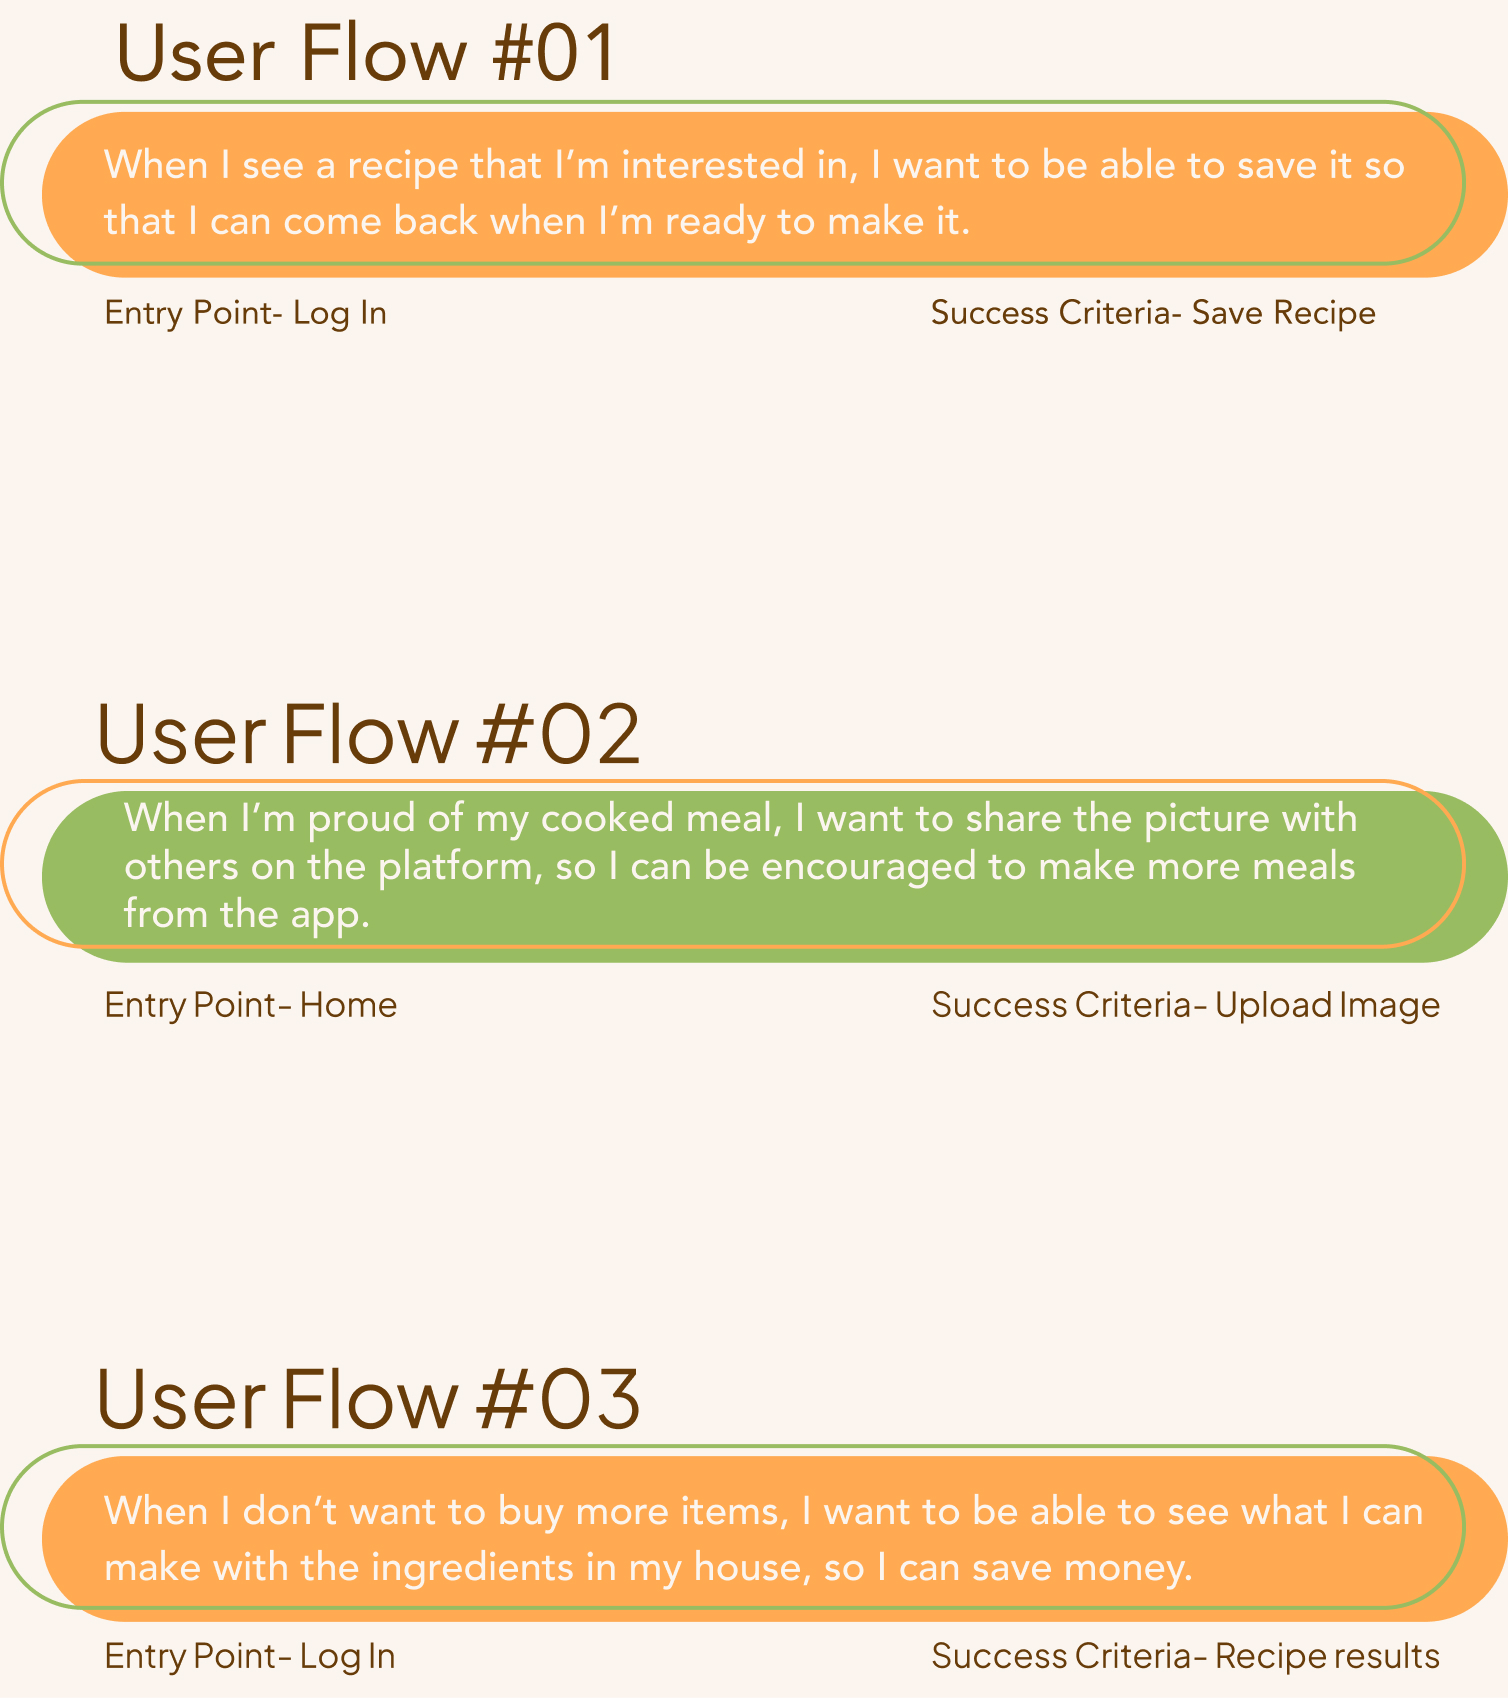 User Flow #01
When I see a recipe that I’m interested in, I want to be able to save it so
that I can come back when I’m ready to make it.
Entry Point- Log In
Success Criteria- Save Recipe
User Flow #02
When I’m proud of my cooked meal, I want to share the picture with
others on the platform, so I can be encouraged to make more meals
from the app.
Entry Point- Home
Success Criteria- Upload Image
User Flow #03
When I don’t want to buy more items, I want to be able to see what I can
make with the ingredients in my house, so I can save money.
Entry Point- Log In
Success Criteria- Recipe results